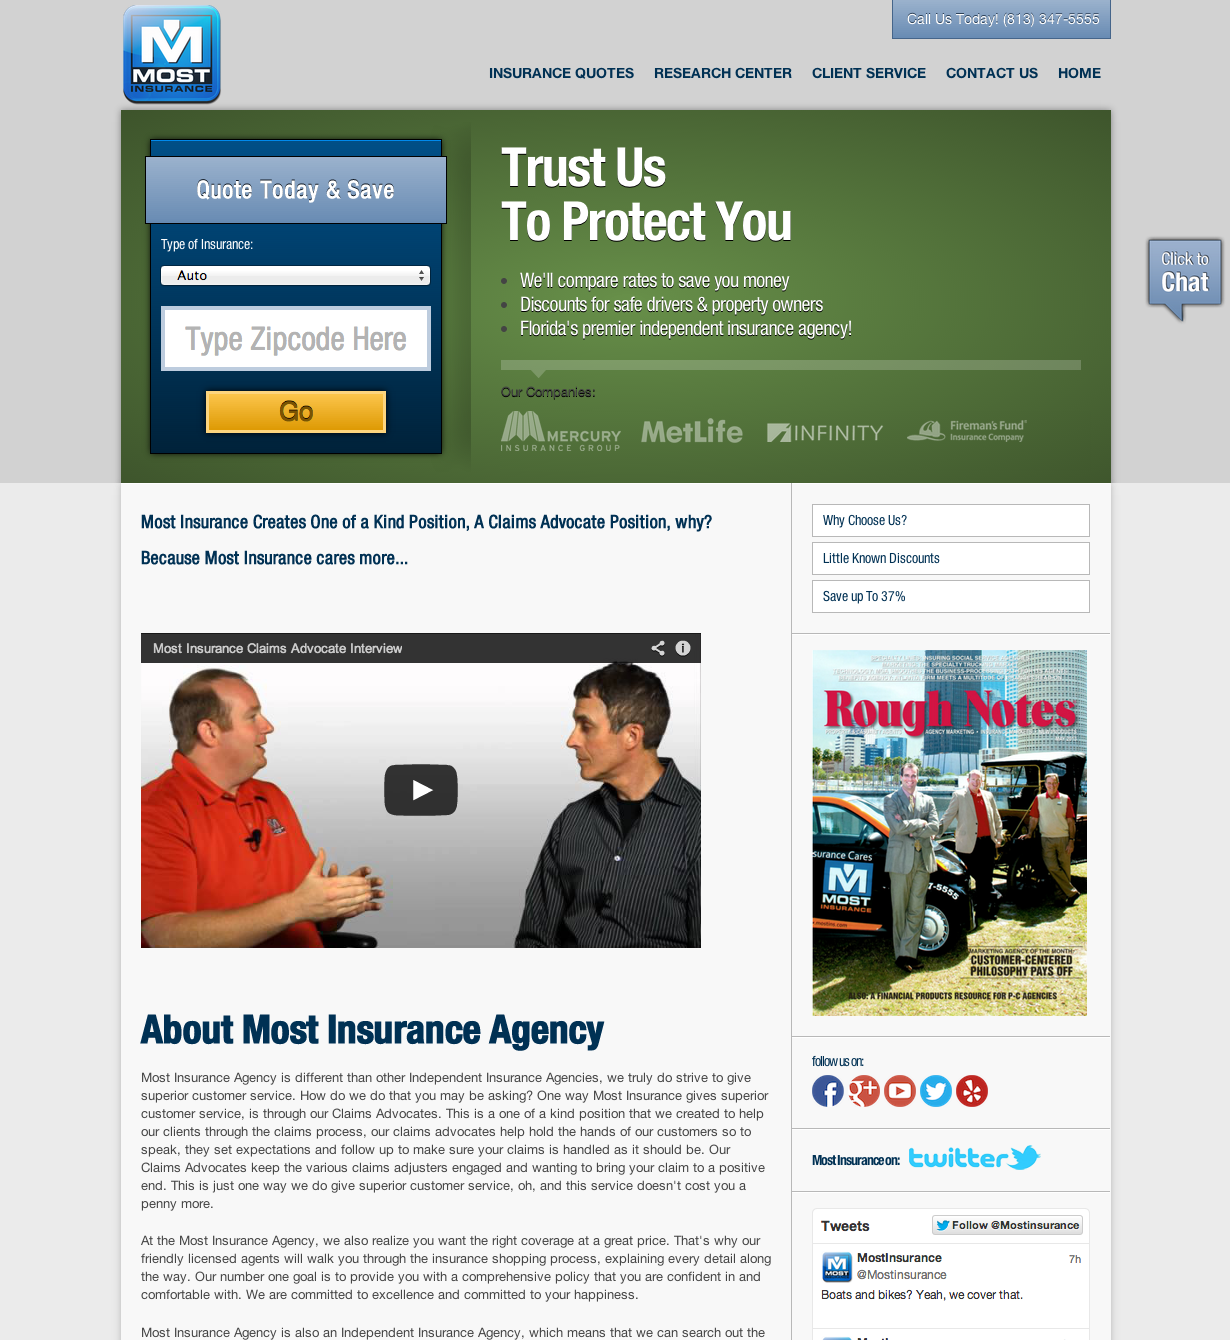 M
MOST
INSURANCE
Call Us Today! (813) 347-5555
INSURANCE QUOTES RESEARCH CENTER CLIENT SERVICE CONTACT US HOME
Quote Today & Save
Type of Insurance:
Auto
Type Zipcode Here
Go
Trust Us
To Protect You
We'll compare rates to save you money
Discounts for safe drivers & property owners
Florida's premier independent insurance agency!
Our Companies:
MERCURY
INSURANCE GROUP
MetLife
INFINITY
Fireman's Fund
Insurance Company
Click to
Chat
Most Insurance Creates One of a Kind Position, A Claims Advocate Position, why?
Because Most Insurance cares more...
Most Insurance Claims Advocate Interview
About Most Insurance Agency
Most Insurance Agency is different than other Independent Insurance Agencies, we truly do strive to give
superior customer service. How do we do that you may be asking? One way Most Insurance gives superior
customer service, is through our Claims Advocates. This is a one of a kind position that we created to help
our clients through the claims process, our claims advocates help hold the hands of our customers so to
speak, they set expectations and follow up to make sure your claims is handled as it should be. Our
Claims Advocates keep the various claims adjusters engaged and wanting to bring your claim to a positive
end. This is just one way we do give superior customer service, oh, and this service doesn't cost you a
penny more.
At the Most Insurance Agency, we also realize you want the right coverage at a great price. That's why our
friendly licensed agents will walk you through the insurance shopping process, explaining every detail along
the way. Our number one goal is to provide you with a comprehensive policy that you are confident in and
comfortable with. We are committed to excellence and committed to your happiness.
Most Insurance Agency is also an Independent Insurance Agency, which means that we can search out the
Why Choose Us?
Little Known Discounts
Save up To 37%
Rough Notes
AGENCY MARKETING
surance Cares
M
MOST
INSURANCE
7-5555
MARKETING AGENCY OF THE MONTH:
CUSTOMER-CENTERED
PHILOSOPHY PAYS OFF
ALSO: A FINANCIAL PRODUCTS RESOURCE FOR P-C AGENCIES
follow us on:
Most Insurance on: twitter
Tweets
Follow @Mostinsurance
MostInsurance 7h
@Mostinsurance
Boats and bikes? Yeah, we cover that.